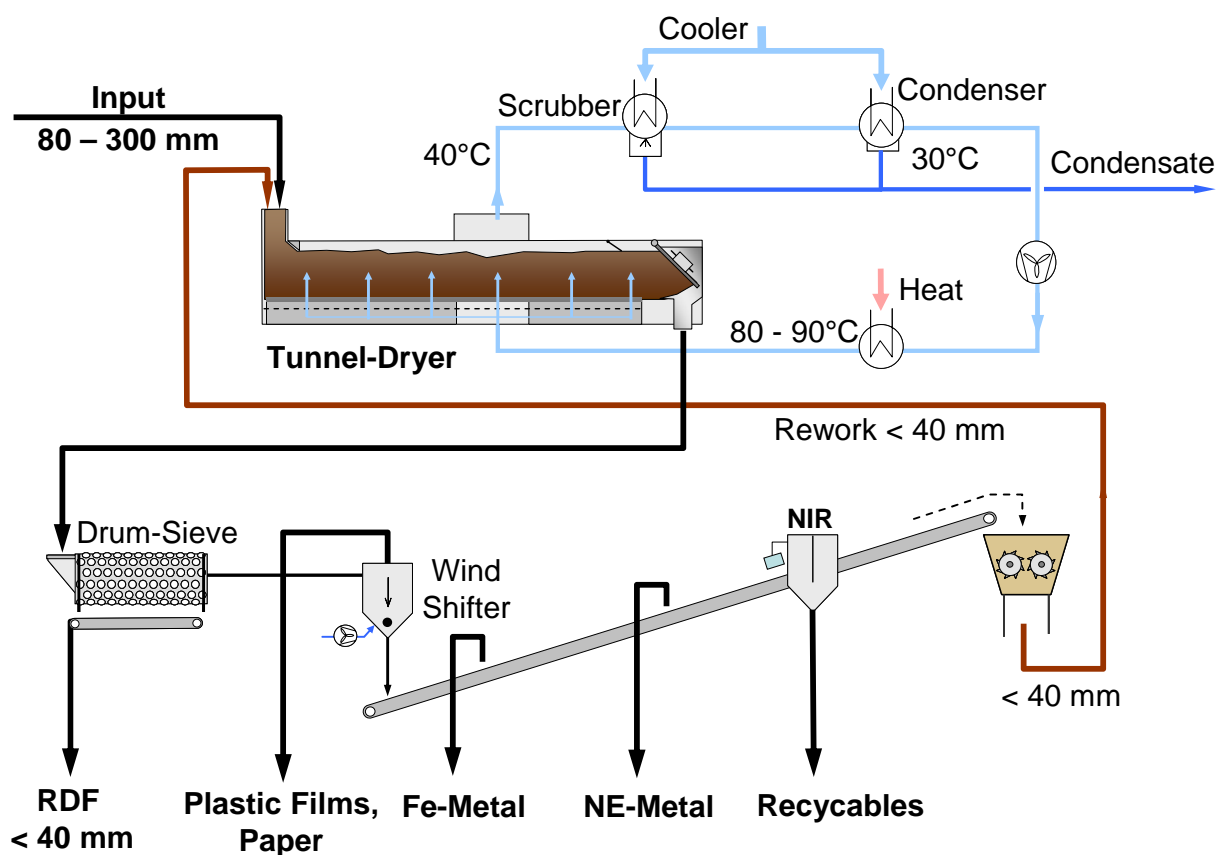 Cooler
Input
Scrubber
Condenser
80 – 300 mm
40°C
30°C
Condensate
Heat
80 - 90°C
Tunnel-Dryer
Rework < 40 mm
NIR
Drum-Sieve
Wind
Shifter
< 40 mm
RDF
< 40 mm
Plastic Films,
Paper
Fe-Metal
NE-Metal
Recycables